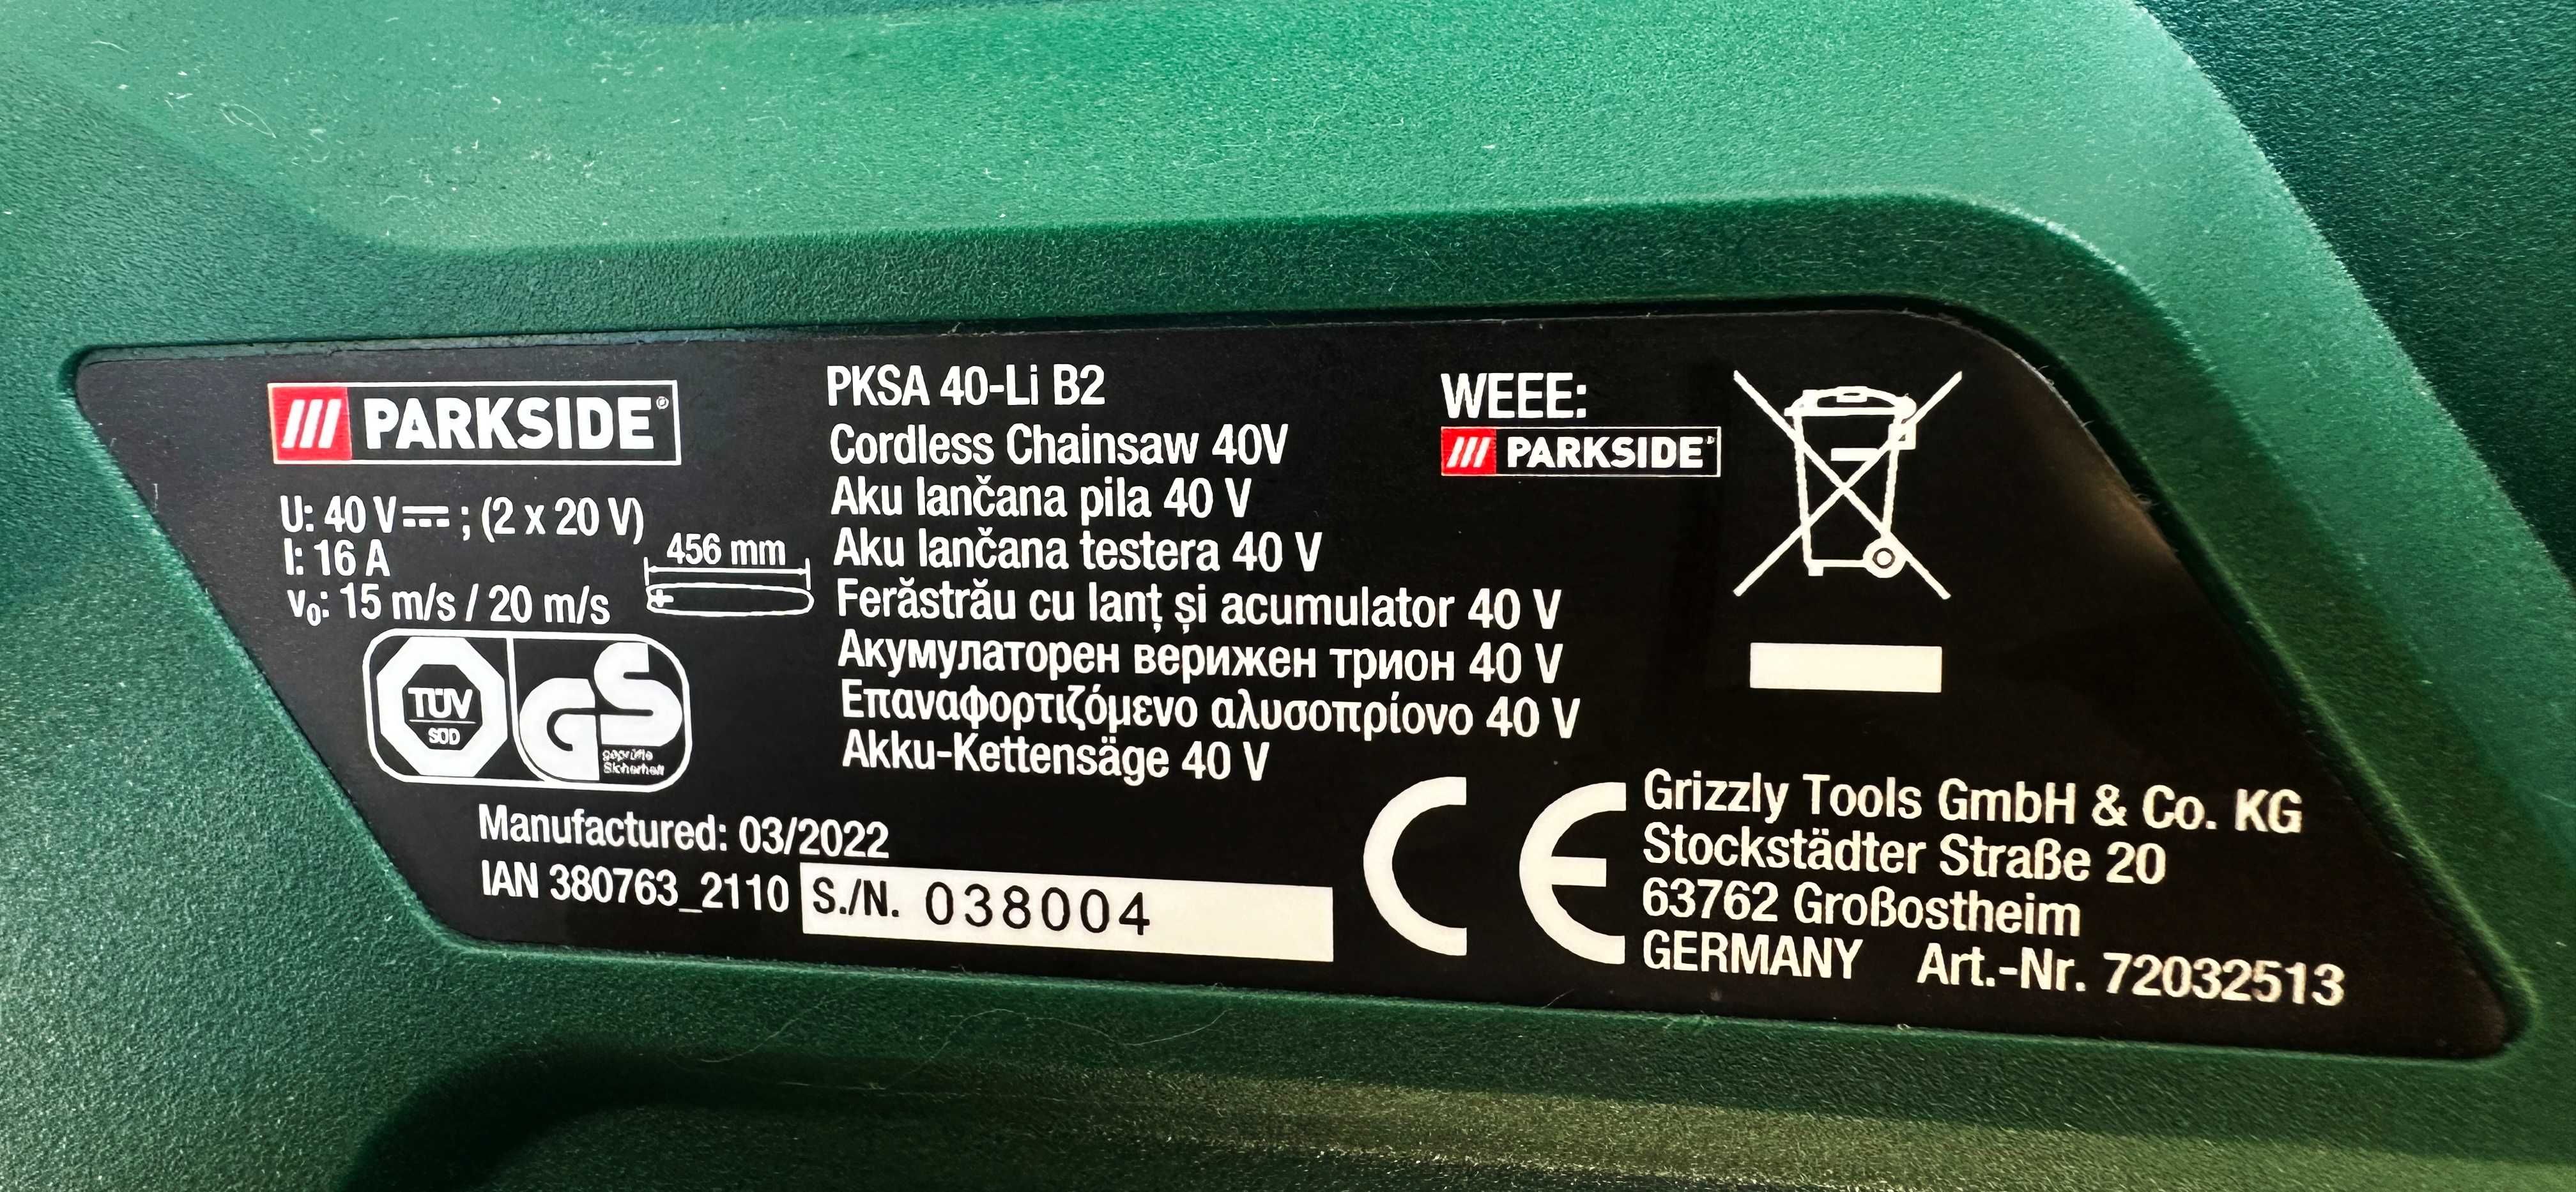 PARKSIDE®
U: 40 V⎓ ; (2 x 20 V)
I: 16 A
v₀: 15 m/s / 20 m/s
456 mm
TÜV
SÜD
GS
geprüfte
Sicherheit
PKSA 40-Li B2
Cordless Chainsaw 40V
Aku lančana pila 40 V
Aku lančana testera 40 V
Ferăstrău cu lanț și acumulator 40 V
Акумулаторен верижен трион 40 V
Επαναφορτιζόμενο αλυσοπρίονο 40 V
Akku-Kettensäge 40 V
WEEE:
PARKSIDE®
Manufactured: 03/2022
IAN 380763_2110 S./N. 038004
CE
Grizzly Tools GmbH & Co. KG
Stockstädter Straße 20
63762 Großostheim
GERMANY Art.-Nr. 72032513